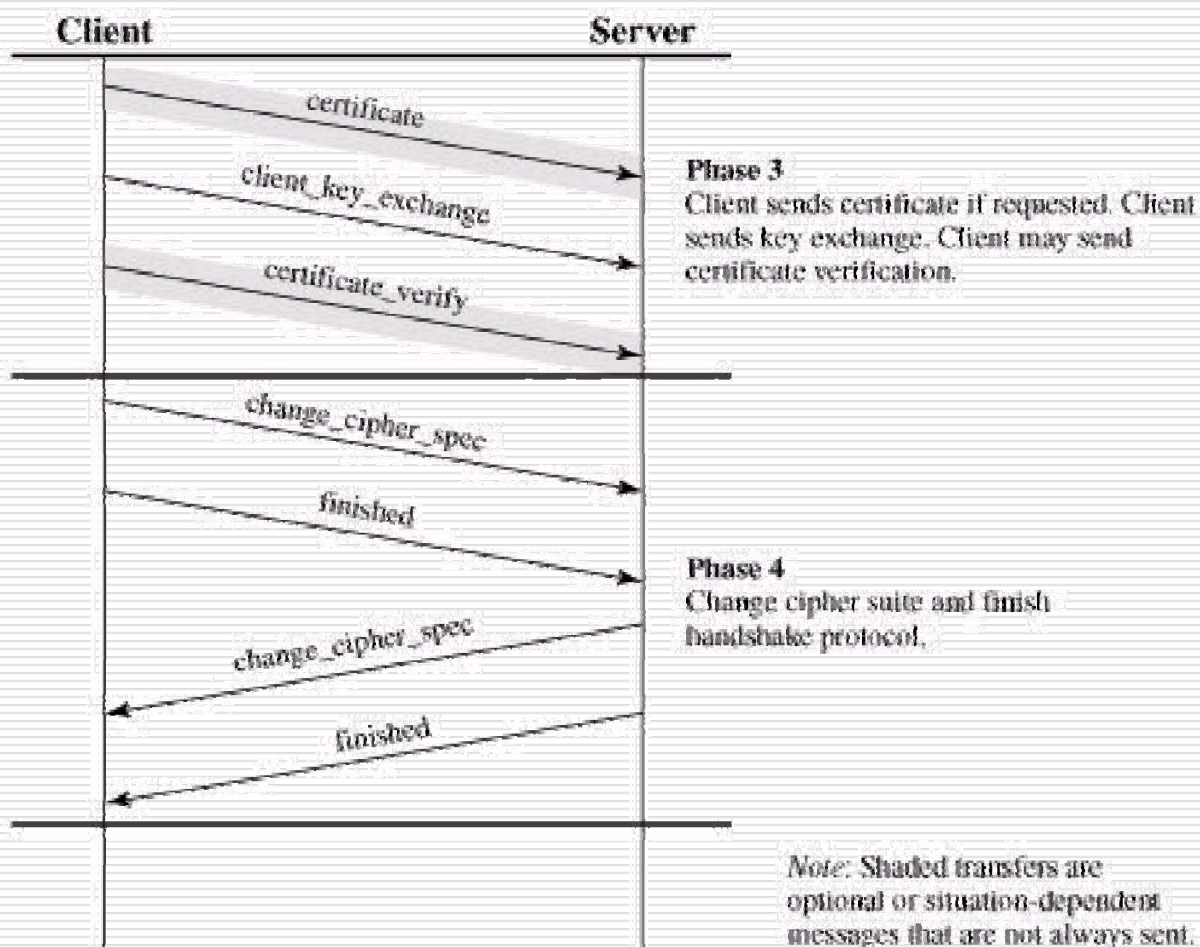 Client
Server
certificate
client_key_exchange
certificate_verify
Phase 3
Client sends certificate if requested. Client
sends key exchange. Client may send
certificate verification.
change_cipher_spec
finished
change_cipher_spec
finished
Phase 4
Change cipher suite and finish
handshake protocol.
Note: Shaded transfers are
optional or situation-dependent
messages that are not always sent.